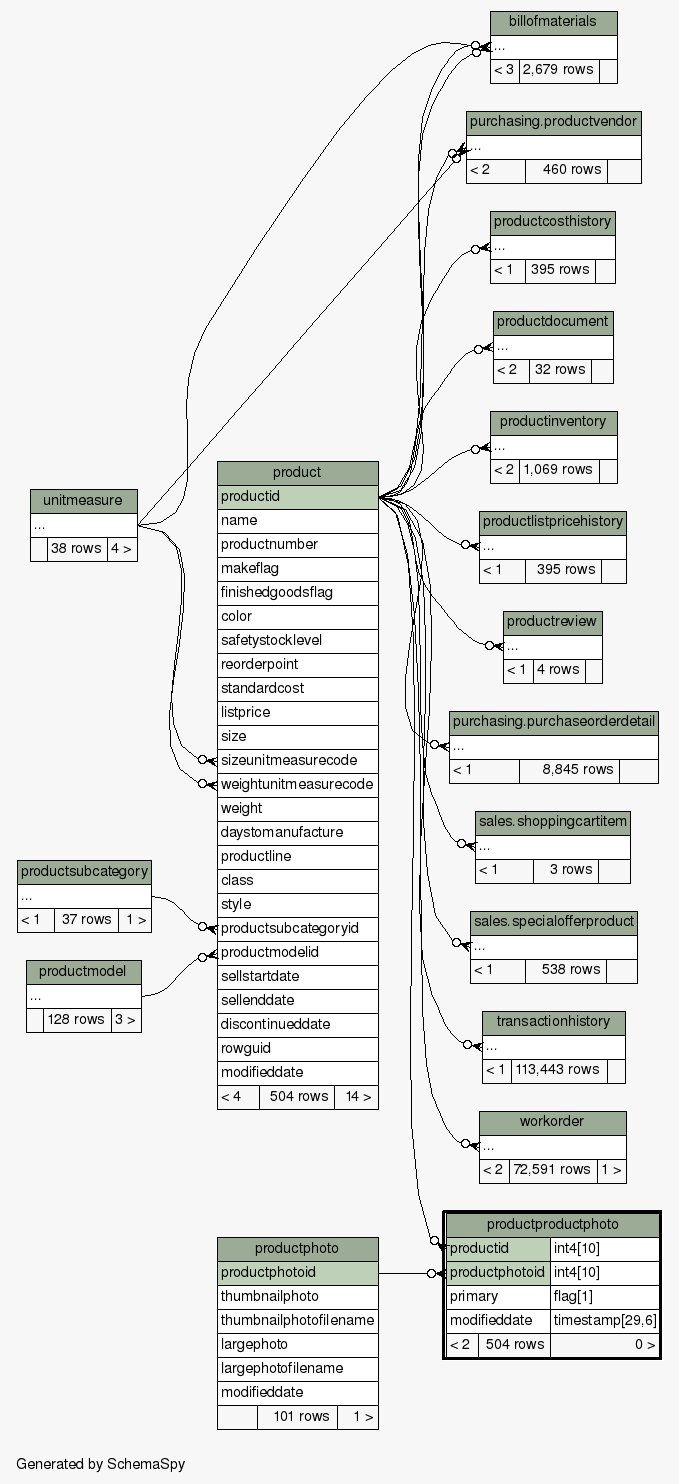 billofmaterials
...
< 3 2,679 rows
purchasing.productvendor
...
< 2 460 rows
productcosthistory
...
< 1 395 rows
productdocument
...
< 2 32 rows
productinventory
...
< 2 1,069 rows
productlistpricehistory
...
< 1 395 rows
productreview
...
< 1 4 rows
purchasing.purchaseorderdetail
...
< 1 8,845 rows
sales.shoppingcartitem
...
< 1 3 rows
sales.specialofferproduct
...
< 1 538 rows
transactionhistory
...
< 1 113,443 rows
workorder
...
< 2 72,591 rows 1 >
unitmeasure
...
38 rows 4 >
productsubcategory
...
< 1 37 rows 1 >
productmodel
...
128 rows 3 >
product
productid
name
productnumber
makeflag
finishedgoodsflag
color
safetystocklevel
reorderpoint
standardcost
listprice
size
sizeunitmeasurecode
weightunitmeasurecode
weight
daystomanufacture
productline
class
style
productsubcategoryid
productmodelid
sellstartdate
sellenddate
discontinueddate
rowguid
modifieddate
< 4 504 rows 14 >
productphoto
productphotoid
thumbnailphoto
thumbnailphotofilename
largephoto
largephotofilename
modifieddate
101 rows 1 >
productproductphoto
productid int4[10]
productphotoid int4[10]
primary flag[1]
modifieddate timestamp[29,6]
< 2 504 rows 0 >
Generated by SchemaSpy